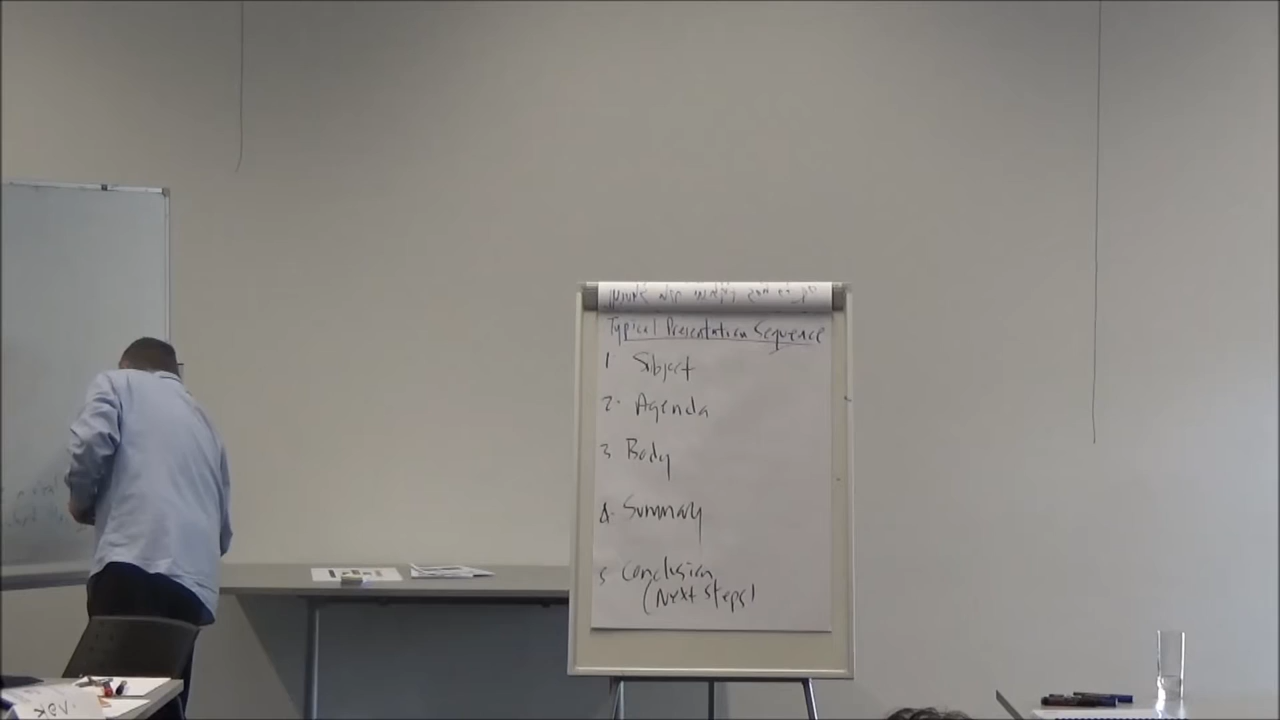 Typical Presentation Sequence
1 Subject
2. Agenda
3 Body
4. Summary
5 Conclusion
(Next steps)